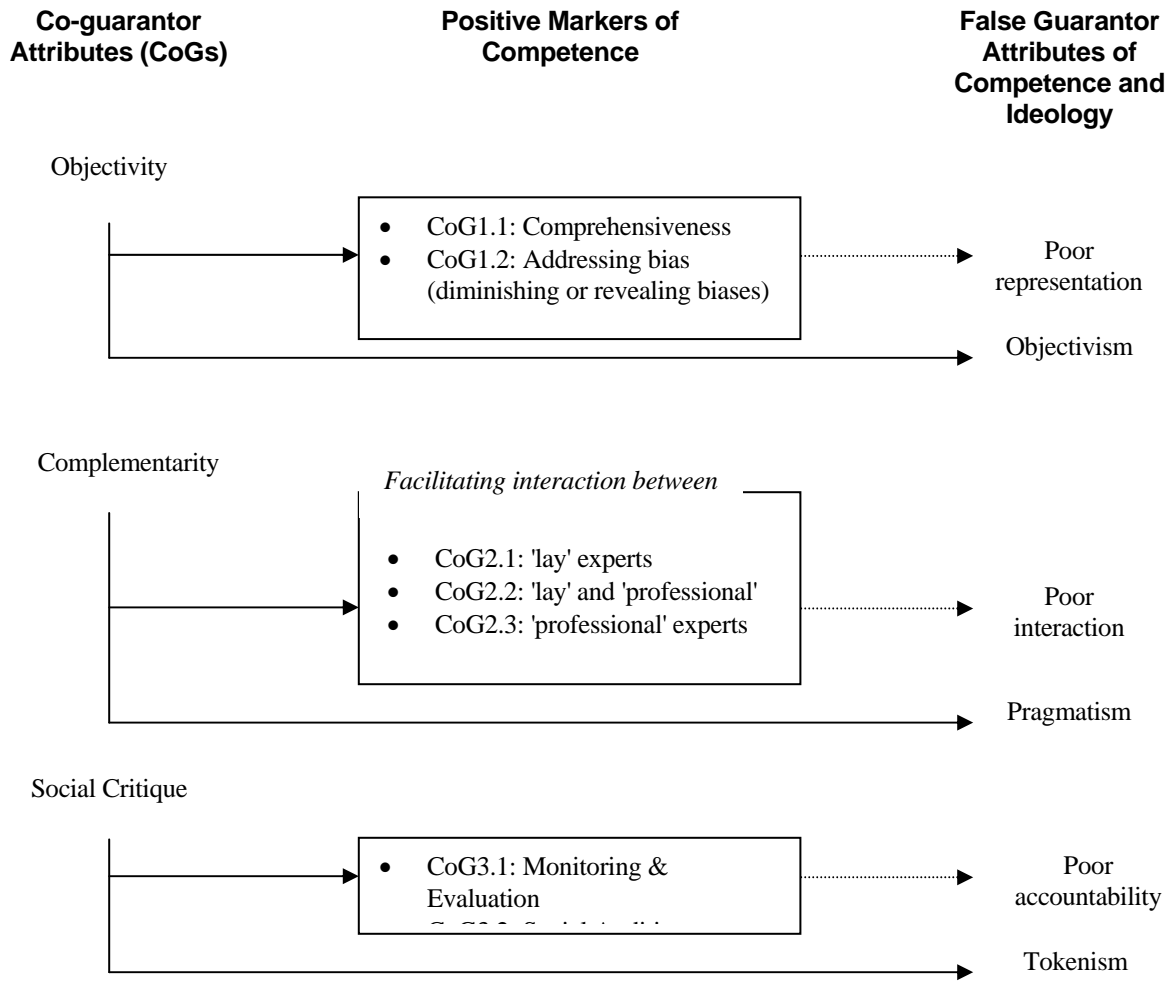 Co-guarantor
Attributes (CoGs)
Positive Markers of
Competence
False Guarantor
Attributes of
Competence and
Ideology
Objectivity
• CoG1.1: Comprehensiveness
• CoG1.2: Addressing bias
(diminishing or revealing biases)
Poor
representation
Objectivism
Complementarity
Facilitating interaction between
• CoG2.1: 'lay' experts
• CoG2.2: 'lay' and 'professional'
• CoG2.3: 'professional' experts
Poor
interaction
Pragmatism
Social Critique
• CoG3.1: Monitoring &
Evaluation
Poor
accountability
Tokenism